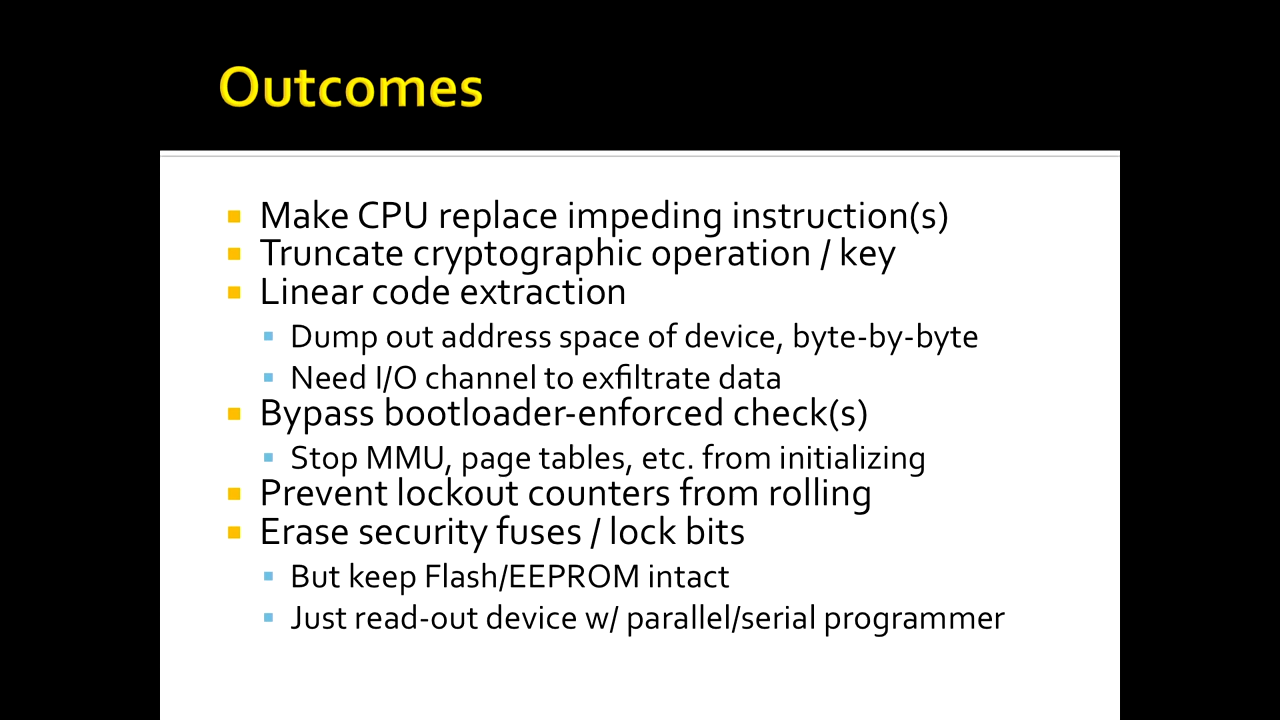 Outcomes
Make CPU replace impeding instruction(s)
Truncate cryptographic operation / key
Linear code extraction
Dump out address space of device, byte-by-byte
Need I/O channel to exfiltrate data
Bypass bootloader-enforced check(s)
Stop MMU, page tables, etc. from initializing
Prevent lockout counters from rolling
Erase security fuses / lock bits
But keep Flash/EEPROM intact
Just read-out device w/ parallel/serial programmer